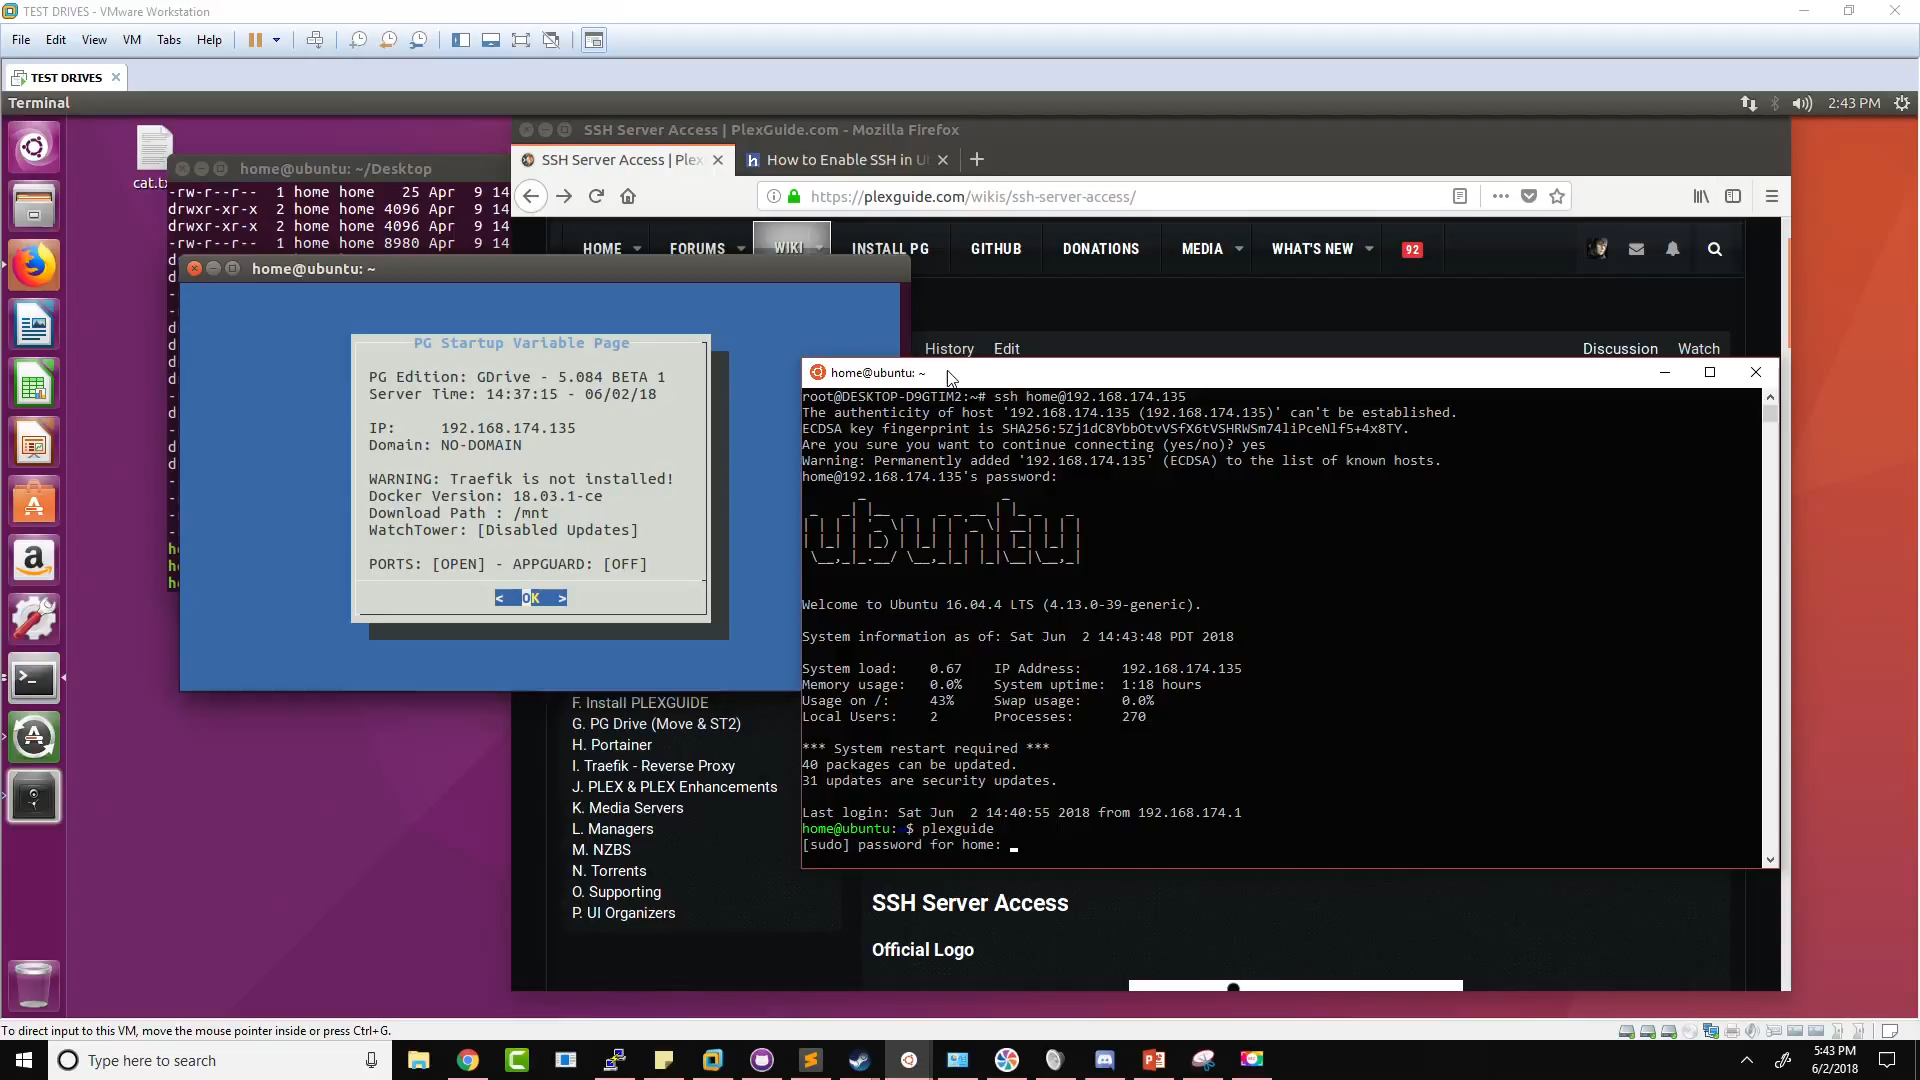 TEST DRIVES - VMware Workstation
File Edit View VM Tabs Help
TEST DRIVES
Terminal
2:43 PM
SSH Server Access | PlexGuide.com - Mozilla Firefox
SSH Server Access | Plex
How to Enable SSH in U
cat.tx
home@ubuntu: ~/Desktop
-rw-r--r-- 1 home home 25 Apr 9 14
drwxr-xr-x 2 home home 4096 Apr 9 14
drwxr-xr-x 2 home home 4096 Apr 9 14
-rw-r--r-- 1 home home 8980 Apr 9 14
https://plexguide.com/wikis/ssh-server-access/
HOME FORUMS WIKI INSTALL PG GITHUB DONATIONS MEDIA WHAT'S NEW 92
home@ubuntu: ~
PG Startup Variable Page
PG Edition: GDrive - 5.084 BETA 1
Server Time: 14:37:15 - 06/02/18
IP: 192.168.174.135
Domain: NO-DOMAIN
WARNING: Traefik is not installed!
Docker Version: 18.03.1-ce
Download Path : /mnt
WatchTower: [Disabled Updates]
PORTS: [OPEN] - APPGUARD: [OFF]
< OK >
History Edit Discussion Watch
home@ubuntu: ~
root@DESKTOP-D9GTIM2:~# ssh home@192.168.174.135
The authenticity of host '192.168.174.135 (192.168.174.135)' can't be established.
ECDSA key fingerprint is SHA256:5Zj1dC8YbbOtvVSfX6tVSHRWSm74liPceNlf5+4x8TY.
Are you sure you want to continue connecting (yes/no)? yes
Warning: Permanently added '192.168.174.135' (ECDSA) to the list of known hosts.
home@192.168.174.135's password:
ubuntu
Welcome to Ubuntu 16.04.4 LTS (4.13.0-39-generic).
System information as of: Sat Jun 2 14:43:48 PDT 2018
System load: 0.67 IP Address: 192.168.174.135
Memory usage: 0.0% System uptime: 1:18 hours
Usage on /: 43% Swap usage: 0.0%
Local Users: 2 Processes: 270
*** System restart required ***
40 packages can be updated.
31 updates are security updates.
Last login: Sat Jun 2 14:40:55 2018 from 192.168.174.1
home@ubuntu:~$ plexguide
[sudo] password for home:
F. Install PLEXGUIDE
G. PG Drive (Move & ST2)
H. Portainer
I. Traefik - Reverse Proxy
J. PLEX & PLEX Enhancements
K. Media Servers
L. Managers
M. NZBS
N. Torrents
O. Supporting
P. UI Organizers
SSH Server Access
Official Logo
To direct input to this VM, move the mouse pointer inside or press Ctrl+G.
Type here to search
5:43 PM
6/2/2018